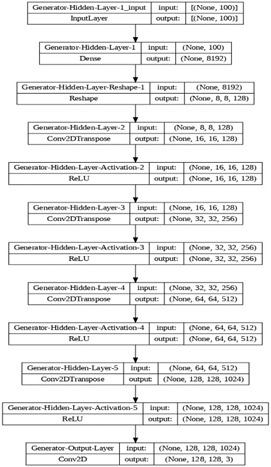 Generator-Hidden-Layer-1_input input: [(None, 100)]
InputLayer output: [(None, 100)]
Generator-Hidden-Layer-1 input: (None, 100)
Dense output: (None, 8192)
Generator-Hidden-Layer-Reshape-1 input: (None, 8192)
Reshape output: (None, 8, 8, 128)
Generator-Hidden-Layer-2 input: (None, 8, 8, 128)
Conv2DTranspose output: (None, 16, 16, 128)
Generator-Hidden-Layer-Activation-2 input: (None, 16, 16, 128)
ReLU output: (None, 16, 16, 128)
Generator-Hidden-Layer-3 input: (None, 16, 16, 128)
Conv2DTranspose output: (None, 32, 32, 256)
Generator-Hidden-Layer-Activation-3 input: (None, 32, 32, 256)
ReLU output: (None, 32, 32, 256)
Generator-Hidden-Layer-4 input: (None, 32, 32, 256)
Conv2DTranspose output: (None, 64, 64, 512)
Generator-Hidden-Layer-Activation-4 input: (None, 64, 64, 512)
ReLU output: (None, 64, 64, 512)
Generator-Hidden-Layer-5 input: (None, 64, 64, 512)
Conv2DTranspose output: (None, 128, 128, 1024)
Generator-Hidden-Layer-Activation-5 input: (None, 128, 128, 1024)
ReLU output: (None, 128, 128, 1024)
Generator-Output-Layer input: (None, 128, 128, 1024)
Conv2D output: (None, 128, 128, 3)